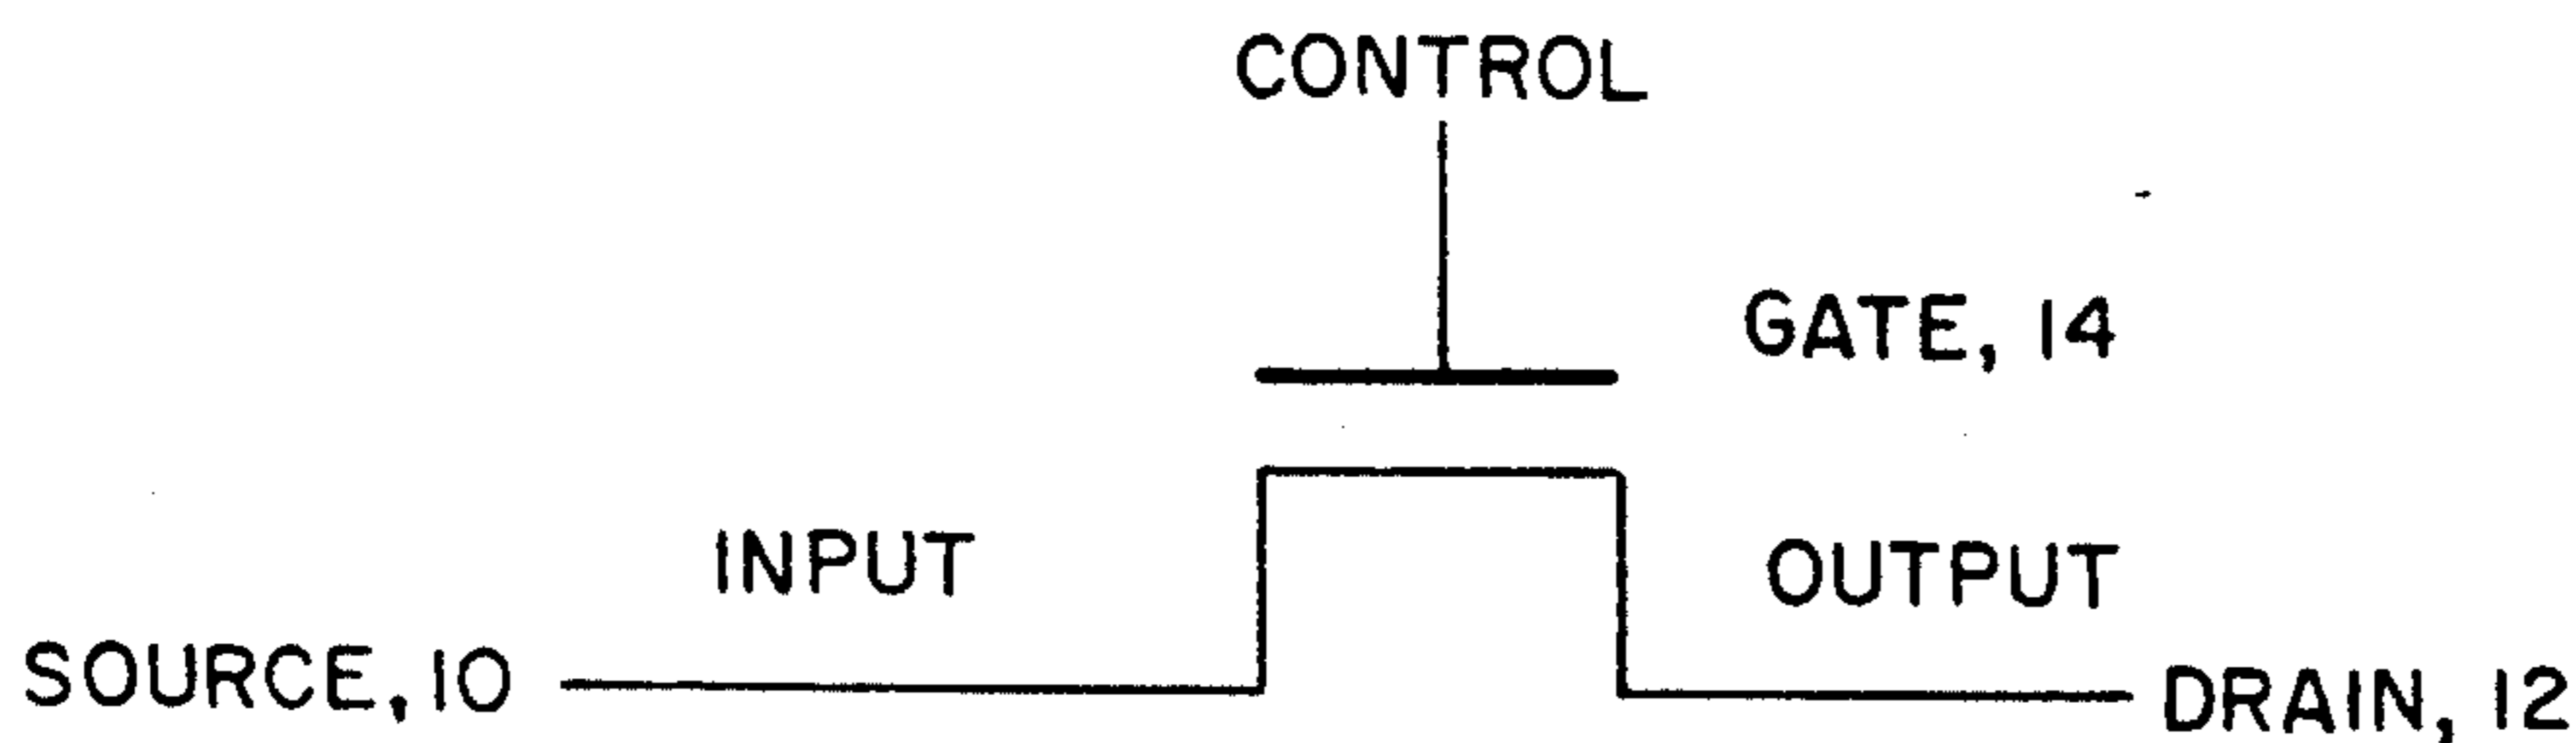 CONTROL
GATE, 14
INPUT
OUTPUT
SOURCE, 10
DRAIN, 12